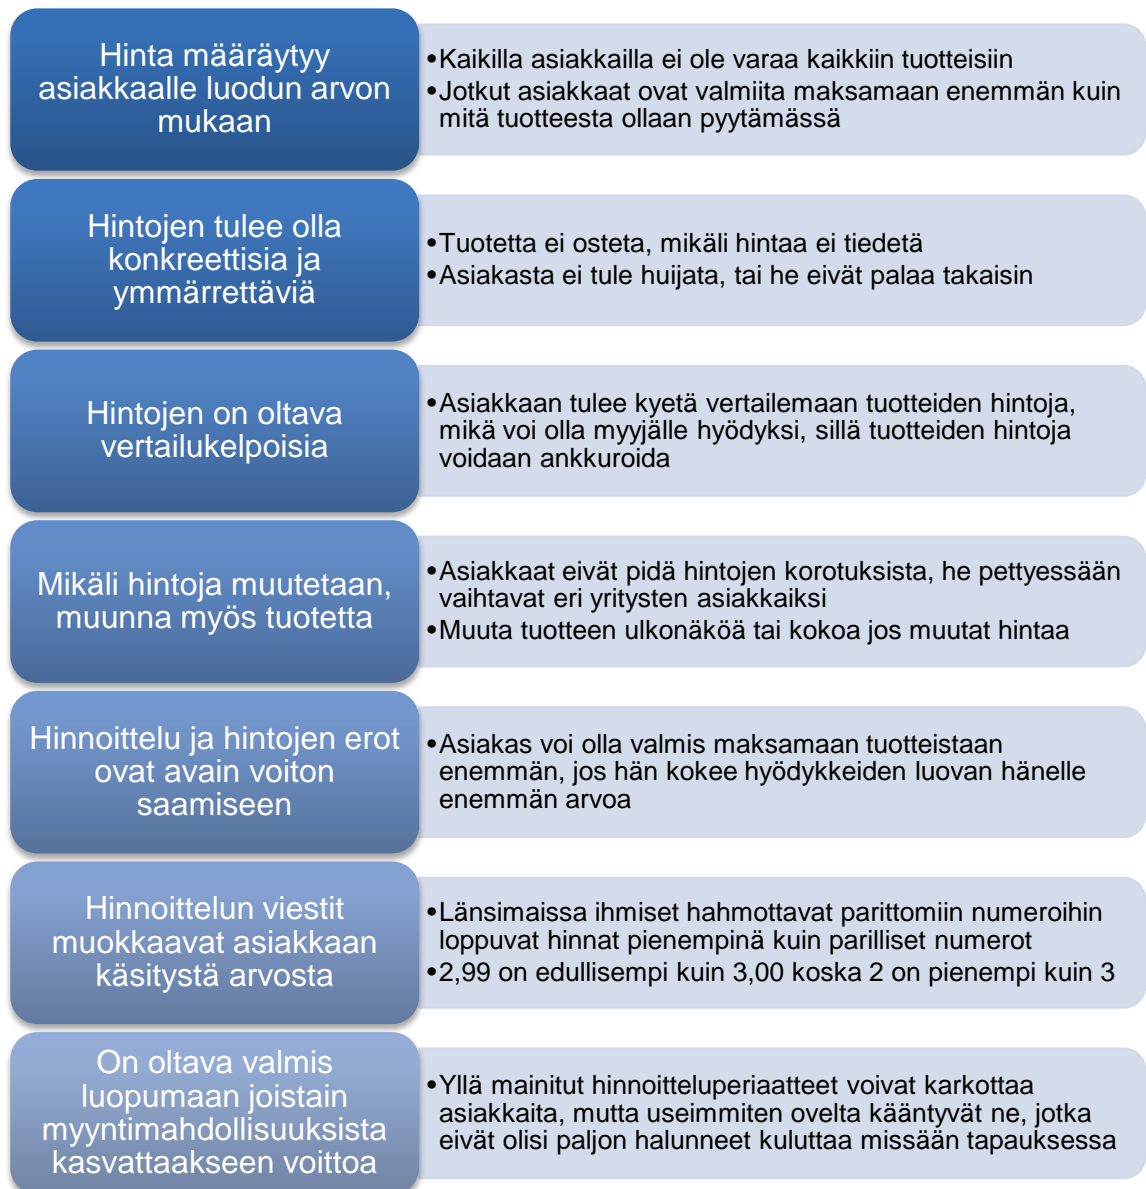 Hinta määräytyy
asiakkaalle luodun arvon
mukaan
•Kaikilla asiakkailla ei ole varaa kaikkiin tuotteisiin
•Jotkut asiakkaat ovat valmiita maksamaan enemmän kuin
mitä tuotteesta ollaan pyytämässä
Hintojen tulee olla
konkreettisia ja
ymmärrettäviä
•Tuotetta ei osteta, mikäli hintaa ei tiedetä
•Asiakasta ei tule huijata, tai he eivät palaa takaisin
Hintojen on oltava
vertailukelpoisia
•Asiakkaan tulee kyetä vertailemaan tuotteiden hintoja,
mikä voi olla myyjälle hyödyksi, sillä tuotteiden hintoja
voidaan ankkuroida
Mikäli hintoja muutetaan,
muunna myös tuotetta
•Asiakkaat eivät pidä hintojen korotuksista, he pettyessään
vaihtavat eri yritysten asiakkaiksi
•Muuta tuotteen ulkonäköä tai kokoa jos muutat hintaa
Hinnoittelu ja hintojen erot
ovat avain voiton
saamiseen
•Asiakas voi olla valmis maksamaan tuotteistaan
enemmän, jos hän kokee hyödykkeiden luovan hänelle
enemmän arvoa
Hinnoittelun viestit
muokkaavat asiakkaan
käsitystä arvosta
•Länsimaissa ihmiset hahmottavat parittomiin numeroihin
loppuvat hinnat pienempinä kuin parilliset numerot
•2,99 on edullisempi kuin 3,00 koska 2 on pienempi kuin 3
On oltava valmis
luopumaan joistain
myyntimahdollisuuksista
kasvattaakseen voittoa
•Yllä mainitut hinnoitteluperiaatteet voivat karkottaa
asiakkaita, mutta useimmiten ovelta kääntyvät ne, jotka
eivät olisi paljon halunneet kuluttaa missään tapauksessa